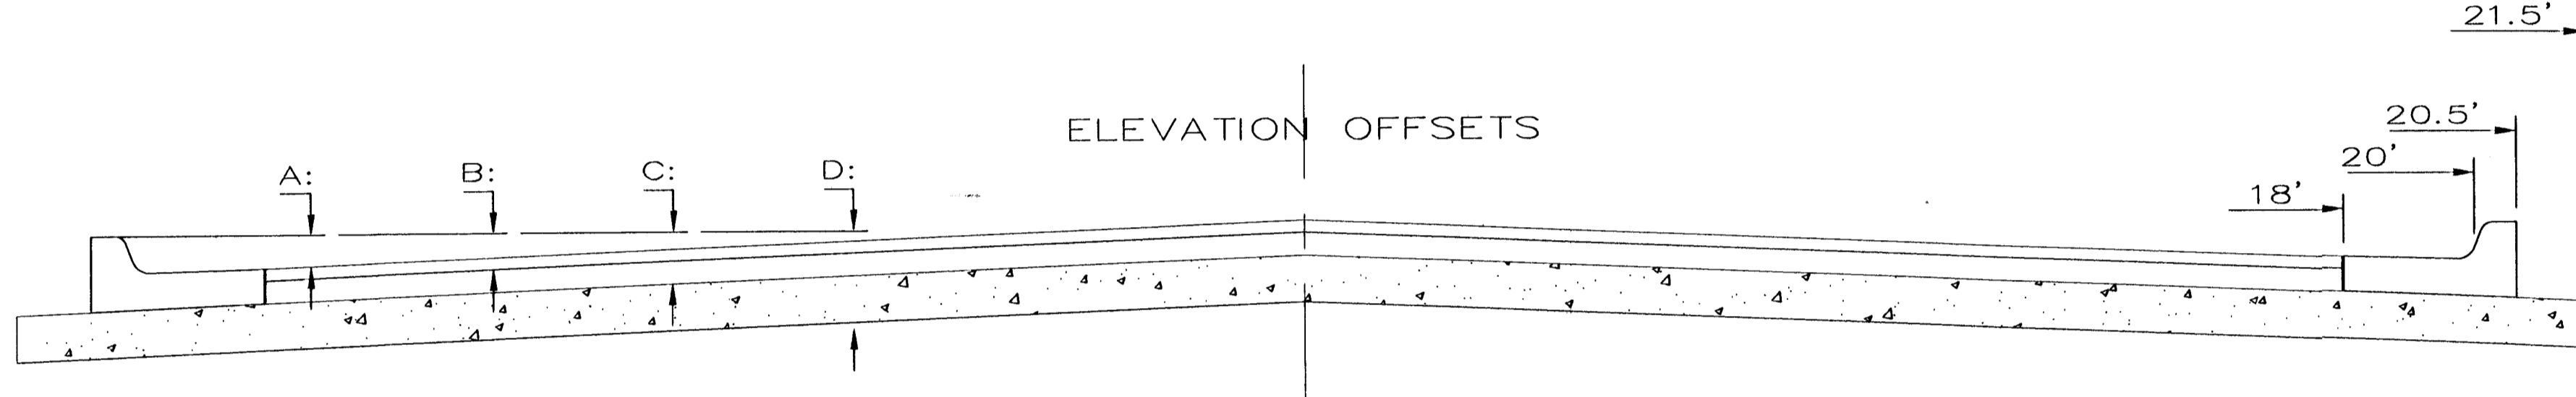 21.5'
ELEVATION OFFSETS
20.5'
20'
A: B: C: D:
18'